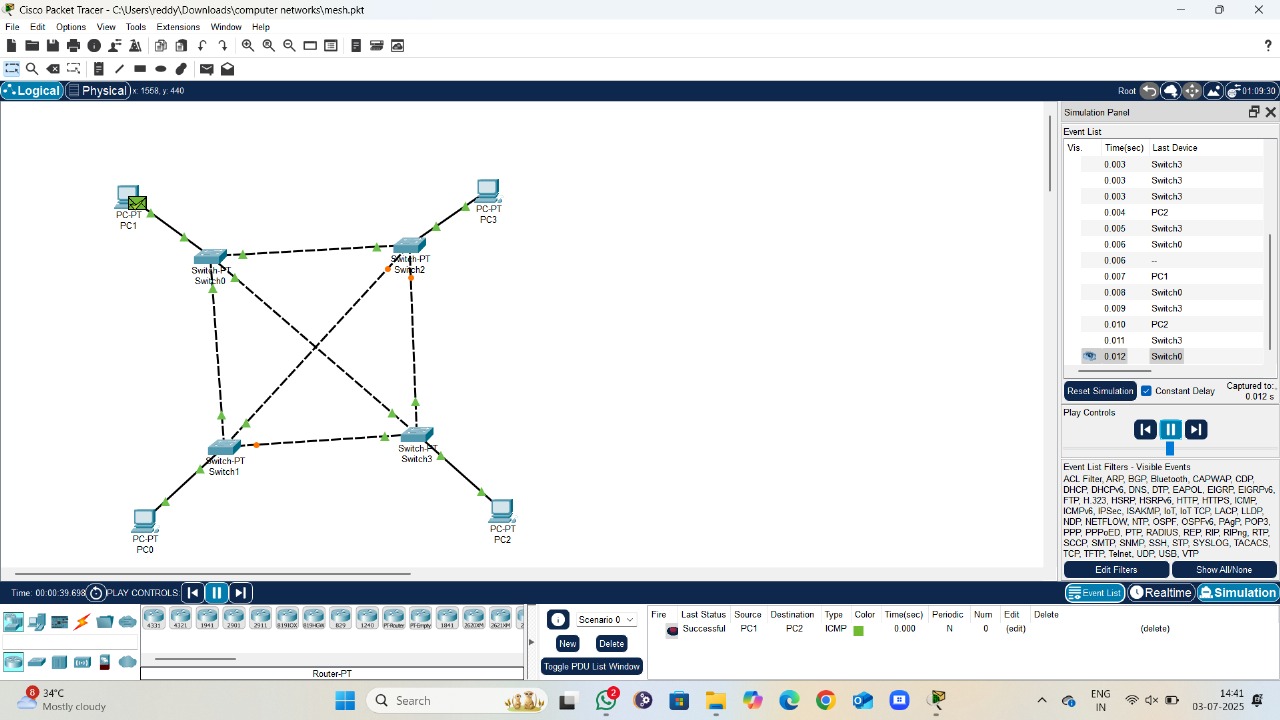 Cisco Packet Tracer - C:\Users\reddy\Downloads\computer networks\mesh.pkt
File Edit Options View Tools Extensions Window Help
?
Logical Physical x: 1558, y: 440 Root 01:09:30
Simulation Panel
Event List
Vis. Time(sec) Last Device
0.003 Switch3
0.003 Switch3
0.003 Switch3
0.004 PC2
0.005 Switch3
0.006 Switch0
0.006 --
0.007 PC1
0.008 Switch0
0.009 Switch3
0.010 PC2
0.011 Switch3
0.012 Switch0
Reset Simulation Constant Delay Captured to:
0.012 s
Play Controls
Event List Filters - Visible Events
ACL Filter, ARP, BGP, Bluetooth, CAPWAP, CDP,
DHCP, DHCPv6, DNS, DTP, EAPOL, EIGRP, EIGRPv6,
FTP, H.323, HSRP, HSRPv6, HTTP, HTTPS, ICMP,
ICMPv6, IPSec, ISAKMP, IoT, IoT TCP, LACP, LLDP,
NDP, NETFLOW, NTP, OSPF, OSPFv6, PAgP, POP3,
PPP, PPPoED, PTP, RADIUS, REP, RIP, RIPng, RTP,
SCCP, SMTP, SNMP, SSH, STP, SYSLOG, TACACS,
TCP, TFTP, Telnet, UDP, USB, VTP
Edit Filters Show All/None
PC-PT
PC1
PC-PT
PC3
Switch-PT
Switch0
Switch-PT
Switch2
Switch-PT
Switch1
Switch-PT
Switch3
PC-PT
PC0
PC-PT
PC2
Time: 00:00:39.698 PLAY CONTROLS: Event List Realtime Simulation
4331 4321 1941 2901 2911 819IOX 819HGW 829 1240 PT-Router PT-Empty 1841 2620XM 2621XM
Router-PT
Scenario 0
New Delete
Toggle PDU List Window
Fire Last Status Source Destination Type Color Time(sec) Periodic Num Edit Delete
Successful PC1 PC2 ICMP 0.000 N 0 (edit) (delete)
8
34°C
Mostly cloudy
Search
2
ENG
IN
14:41
03-07-2025